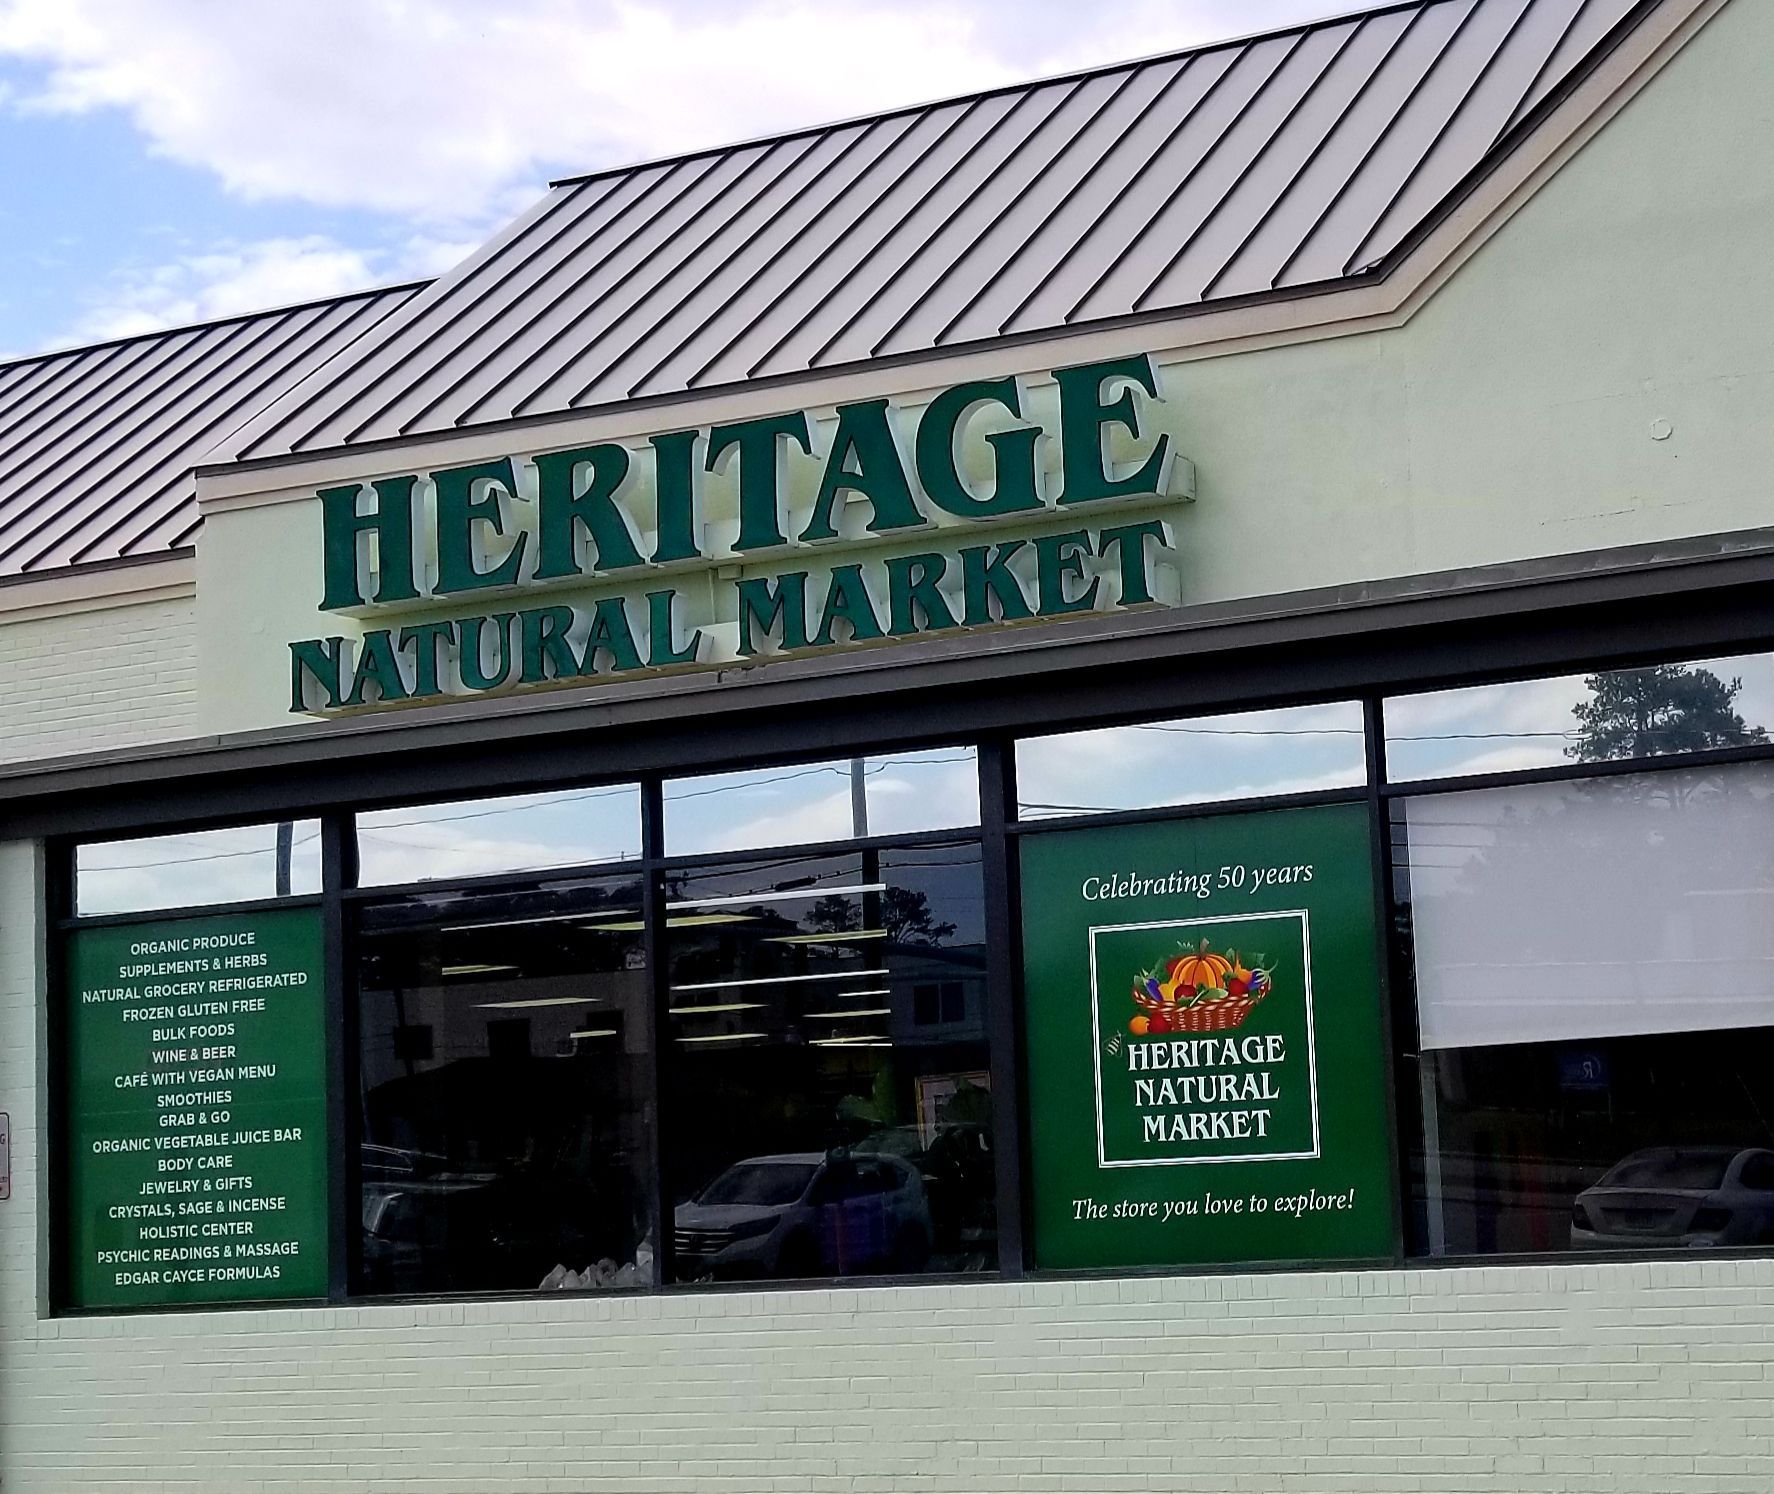 HERITAGE
NATURAL MARKET
ORGANIC PRODUCE
SUPPLEMENTS & HERBS
NATURAL GROCERY REFRIGERATED
FROZEN GLUTEN FREE
BULK FOODS
WINE & BEER
CAFÉ WITH VEGAN MENU
SMOOTHIES
GRAB & GO
ORGANIC VEGETABLE JUICE BAR
BODY CARE
JEWELRY & GIFTS
CRYSTALS, SAGE & INCENSE
HOLISTIC CENTER
PSYCHIC READINGS & MASSAGE
EDGAR CAYCE FORMULAS
Celebrating 50 years
HERITAGE
NATURAL
MARKET
The store you love to explore!